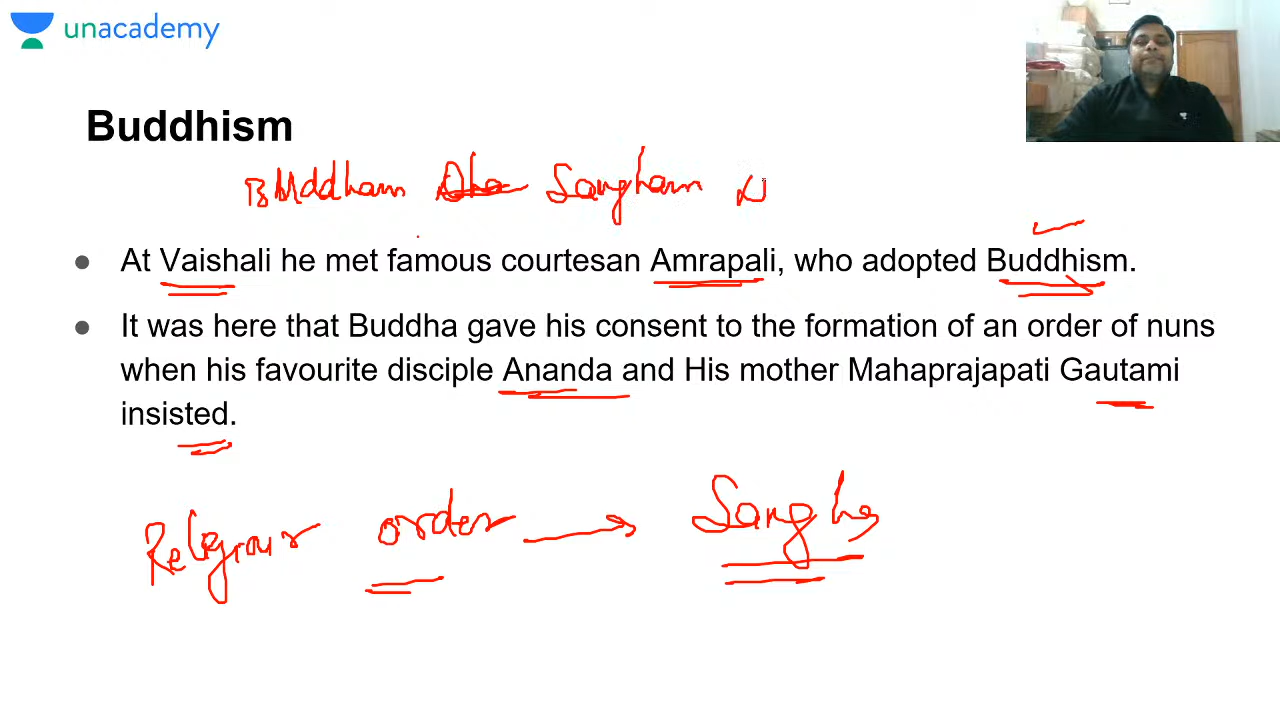 unacademy
Buddhism
Buddham Sangham
At Vaishali he met famous courtesan Amrapali, who adopted Buddhism.
It was here that Buddha gave his consent to the formation of an order of nuns
when his favourite disciple Ananda and His mother Mahaprajapati Gautami
insisted.
Religious order → Sangha